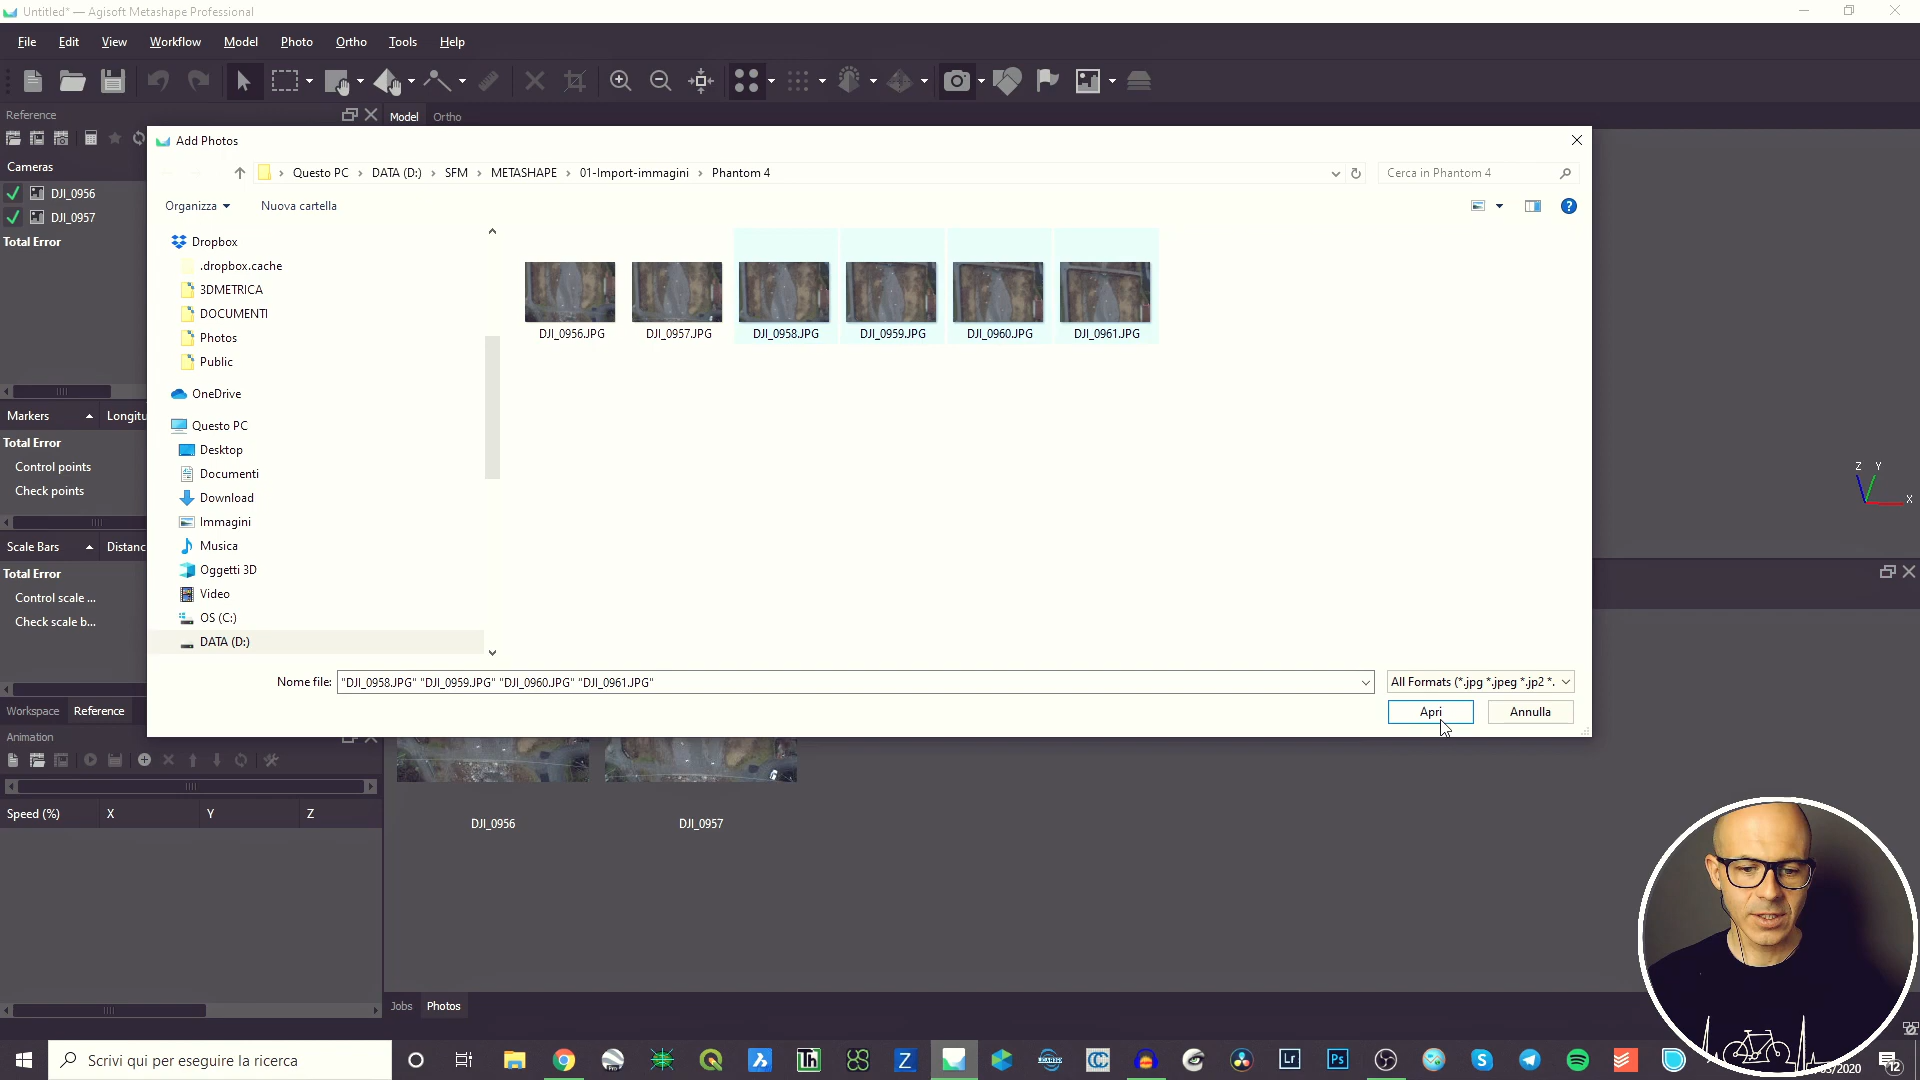 Untitled* — Agisoft Metashape Professional
File Edit View Workflow Model Photo Ortho Tools Help
Reference
Model Ortho
Add Photos
Questo PC › DATA (D:) › SFM › METASHAPE › 01-Import-immagini › Phantom 4
Cerca in Phantom 4
Organizza
Nuova cartella
Cameras
DJI_0956
DJI_0957
Total Error
Dropbox
.dropbox.cache
3DMETRICA
DOCUMENTI
Photos
Public
OneDrive
Questo PC
Desktop
Documenti
Download
Immagini
Musica
Oggetti 3D
Video
OS (C:)
DATA (D:)
DJI_0956.JPG
DJI_0957.JPG
DJI_0958.JPG
DJI_0959.JPG
DJI_0960.JPG
DJI_0961.JPG
Markers Longitu
Total Error
Control points
Check points
Scale Bars Distanc
Total Error
Control scale ...
Check scale b...
Z Y X
Nome file: "DJI_0958.JPG" "DJI_0959.JPG" "DJI_0960.JPG" "DJI_0961.JPG"
All Formats (*.jpg *.jpeg *.jp2 *.
Apri
Annulla
Workspace Reference
Animation
Speed (%) X Y Z
DJI_0956
DJI_0957
Jobs Photos
Scrivi qui per eseguire la ricerca
Th
Z
Lr
Ps
S
/2020
12